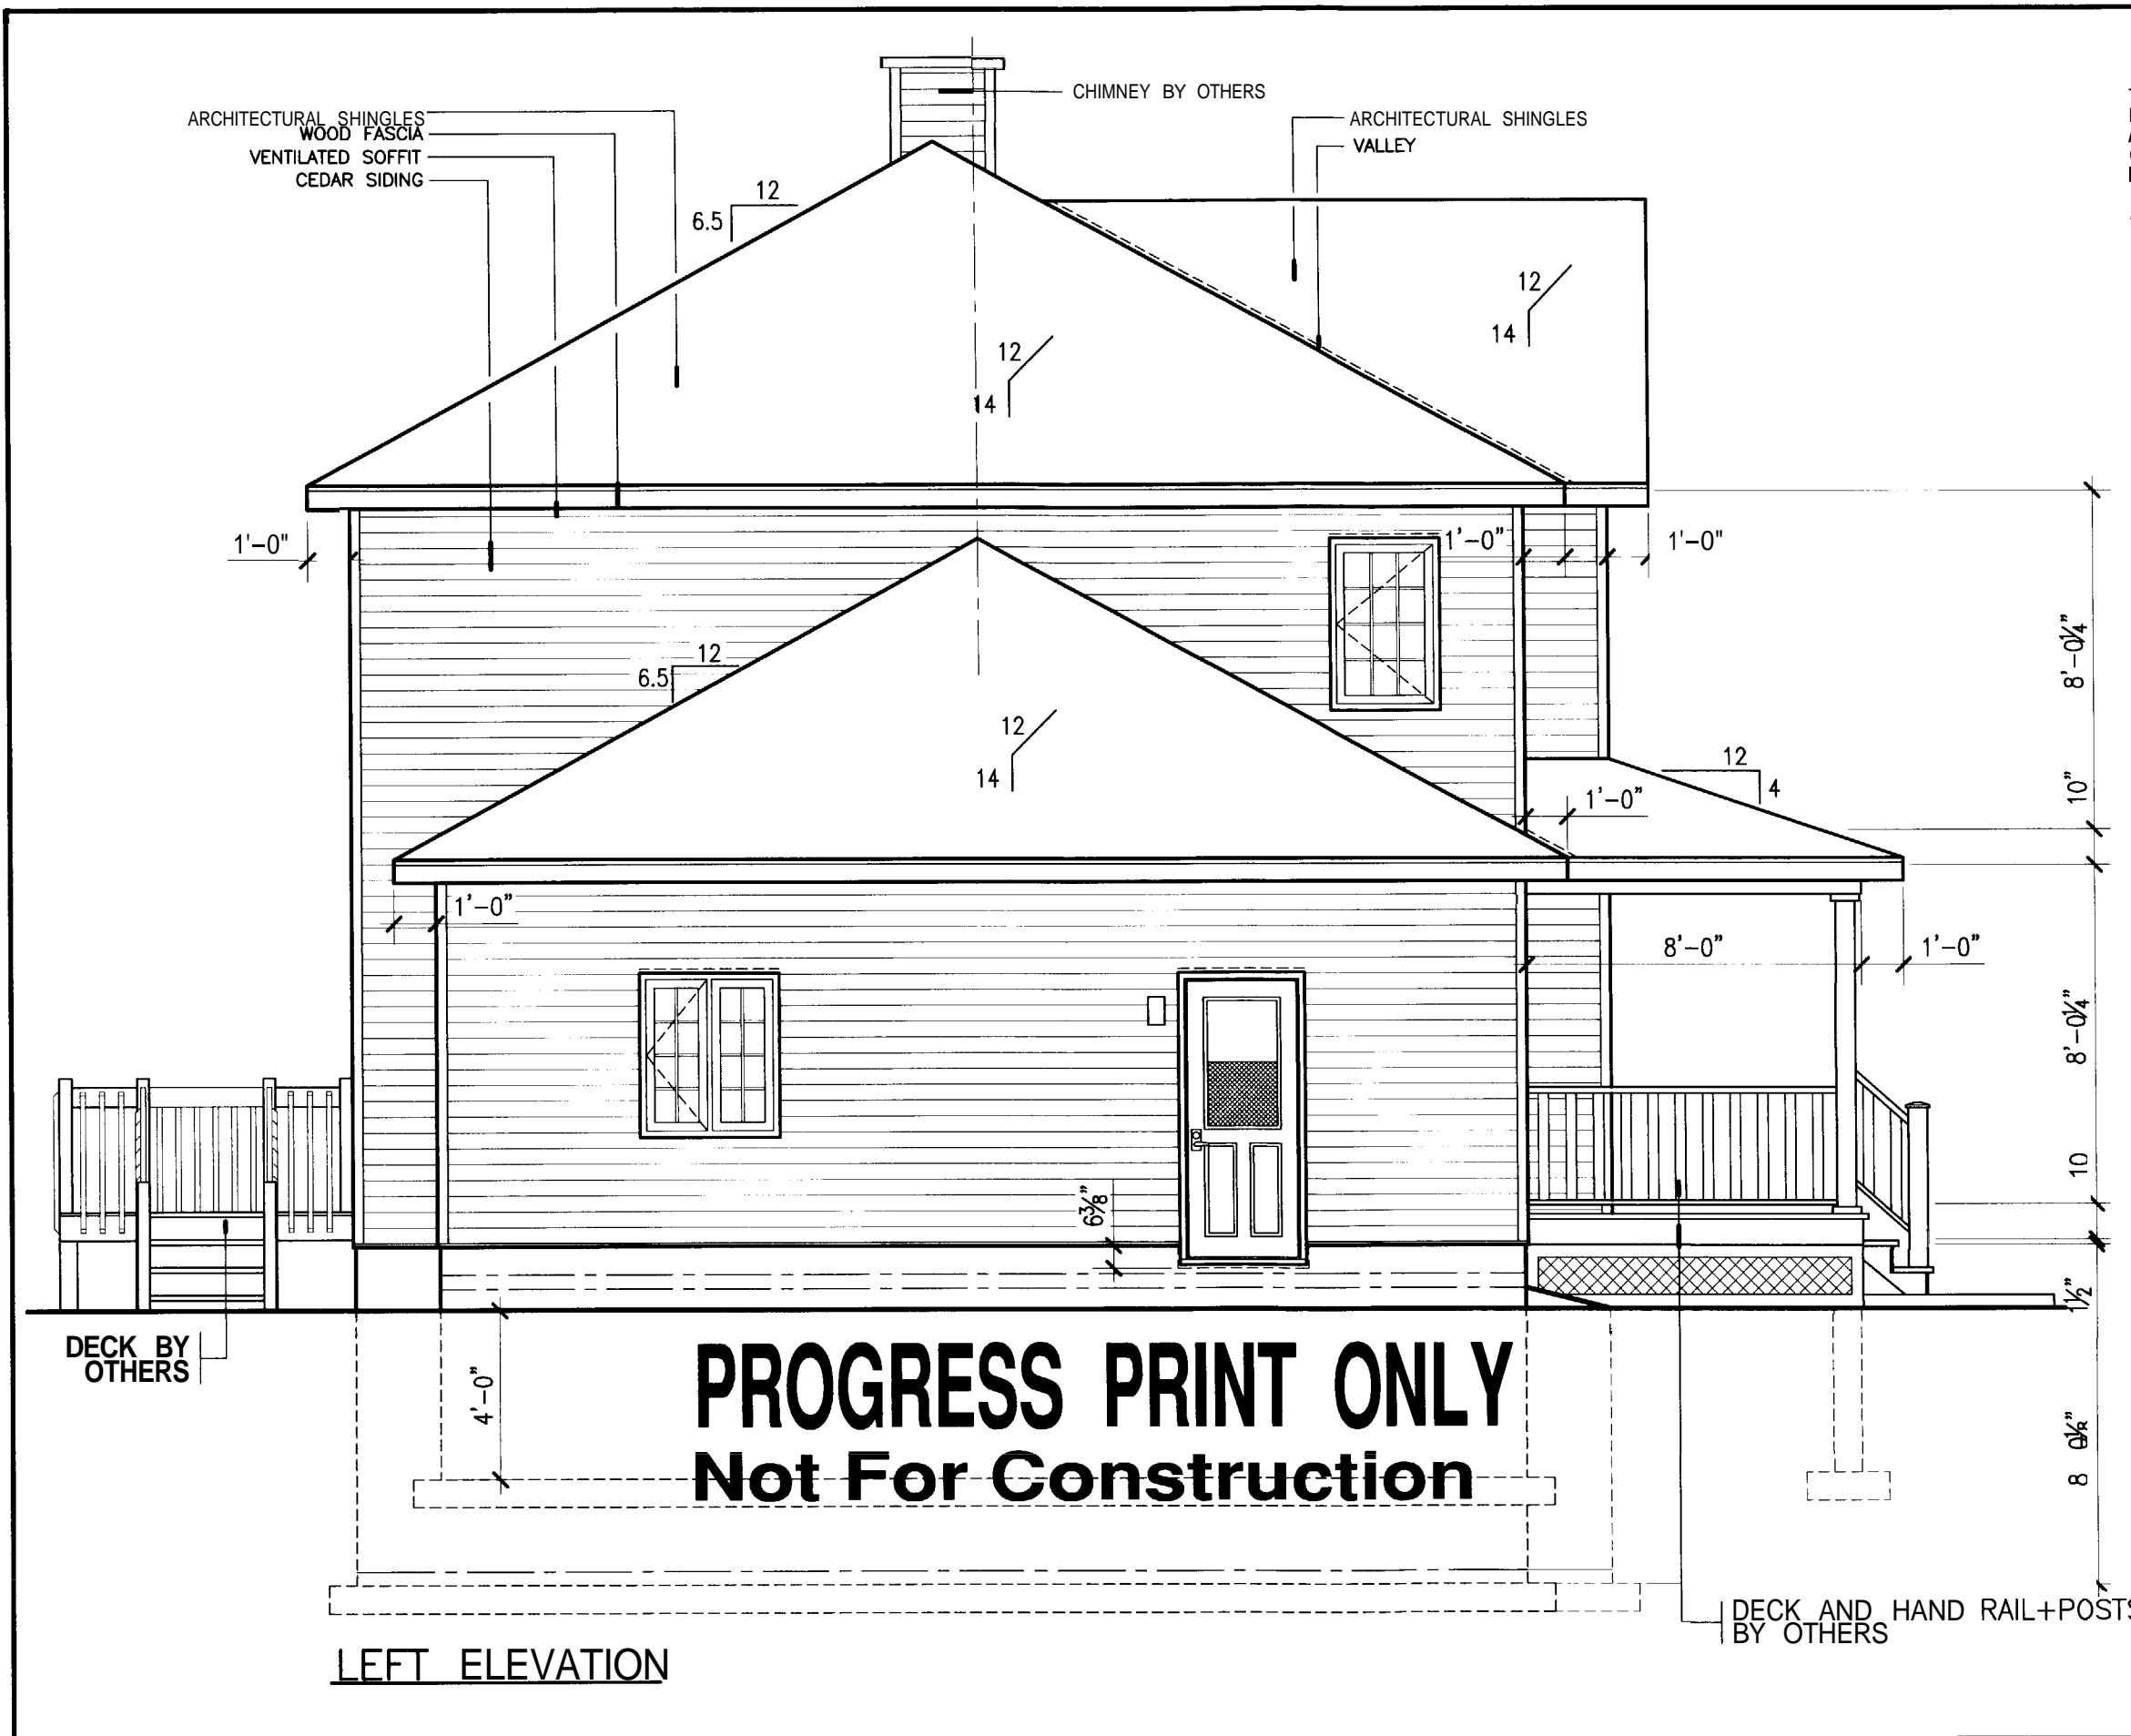 CHIMNEY BY OTHERS
ARCHITECTURAL SHINGLES
WOOD FASCIA
VENTILATED SOFFIT
CEDAR SIDING
ARCHITECTURAL SHINGLES
VALLEY
12
6.5
12
14
12
14
1'-0"
1'-0"
1'-0"
8'-0¼"
12
6.5
12
14
12
4
1'-0"
10"
1'-0"
8'-0"
1'-0"
8'-0¼"
6⅜"
10
1½"
DECK BY
OTHERS
4'-0"
PROGRESS PRINT ONLY
Not For Construction
DECK AND HAND RAIL+POSTS
BY OTHERS
LEFT ELEVATION